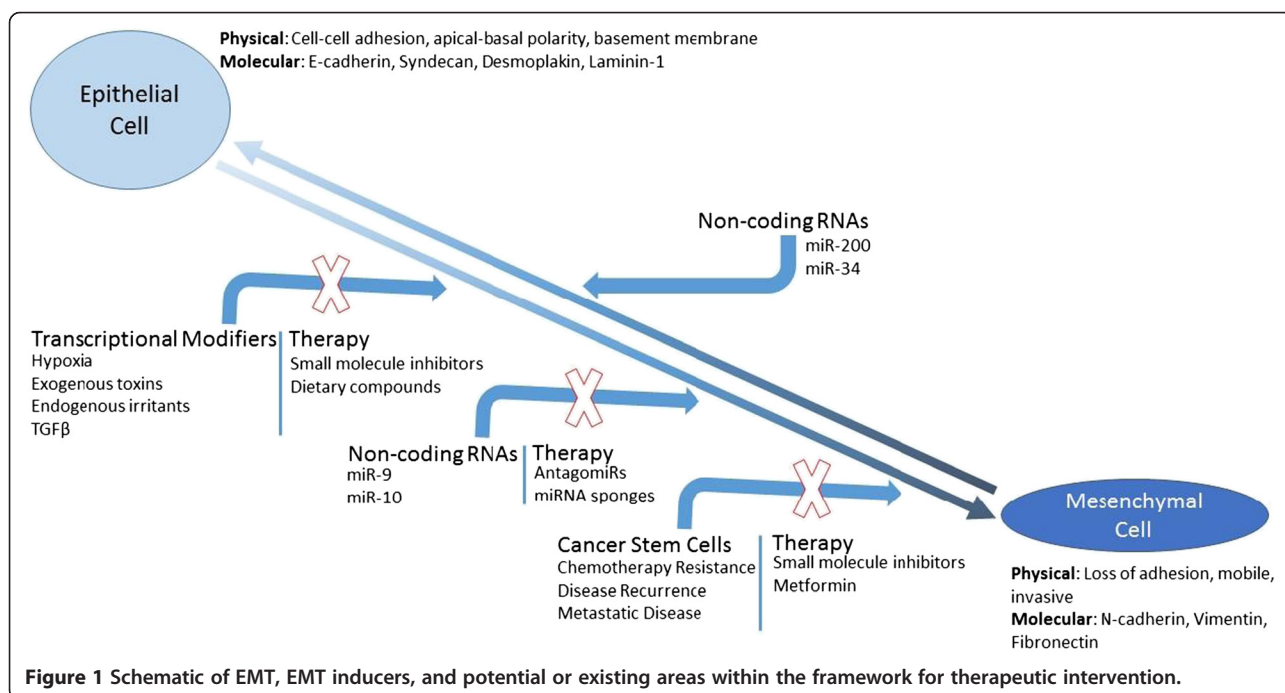 Physical: Cell-cell adhesion, apical-basal polarity, basement membrane
Molecular: E-cadherin, Syndecan, Desmoplakin, Laminin-1
Epithelial
Cell
Non-coding RNAs
miR-200
miR-34
Transcriptional Modifiers
Hypoxia
Exogenous toxins
Endogenous irritants
TGFβ
Therapy
Small molecule inhibitors
Dietary compounds
Non-coding RNAs
miR-9
miR-10
Therapy
AntagomiRs
miRNA sponges
Cancer Stem Cells
Chemotherapy Resistance
Disease Recurrence
Metastatic Disease
Therapy
Small molecule inhibitors
Metformin
Mesenchymal
Cell
Physical: Loss of adhesion, mobile,
invasive
Molecular: N-cadherin, Vimentin,
Fibronectin
Figure 1 Schematic of EMT, EMT inducers, and potential or existing areas within the framework for therapeutic intervention.